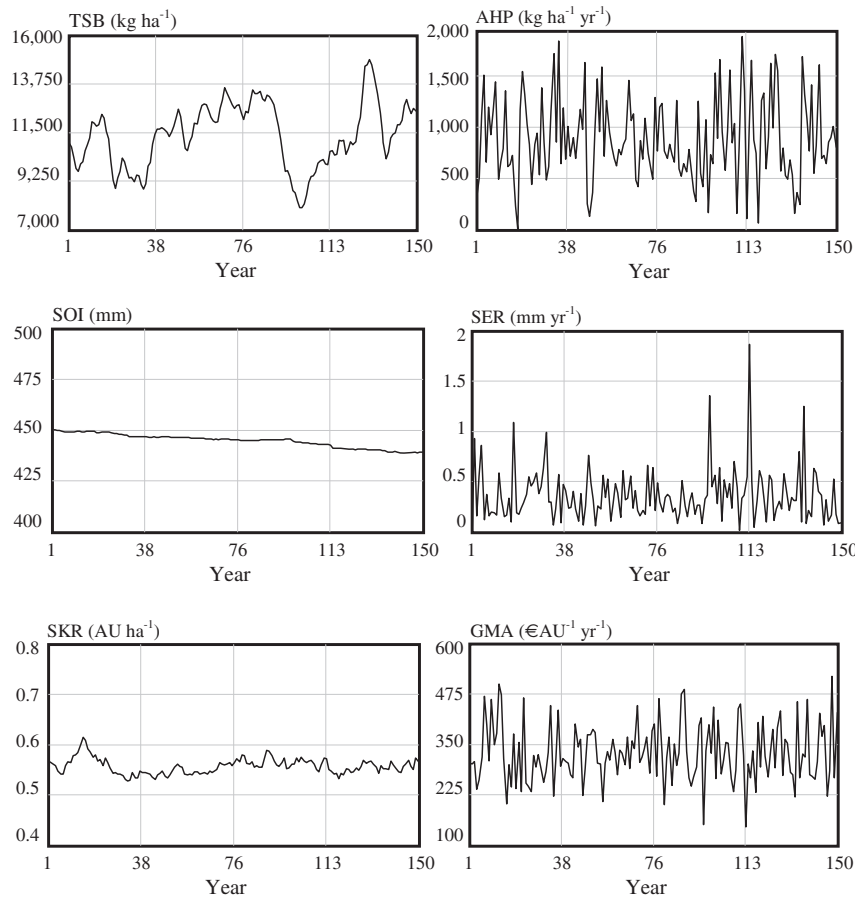 TSB (kg ha-1)
16,000
13,750
11,500
9,250
7,000
1 38 76 113 150
Year
AHP (kg ha-1 yr-1)
2,000
1,500
1,000
500
0
1 38 76 113 150
Year
SOI (mm)
500
475
450
425
400
1 38 76 113 150
Year
SER (mm yr-1)
2
1.5
1
0.5
0
1 38 76 113 150
Year
SKR (AU ha-1)
0.8
0.7
0.6
0.5
0.4
1 38 76 113 150
Year
GMA (€AU-1 yr-1)
600
475
350
225
100
1 38 76 113 150
Year